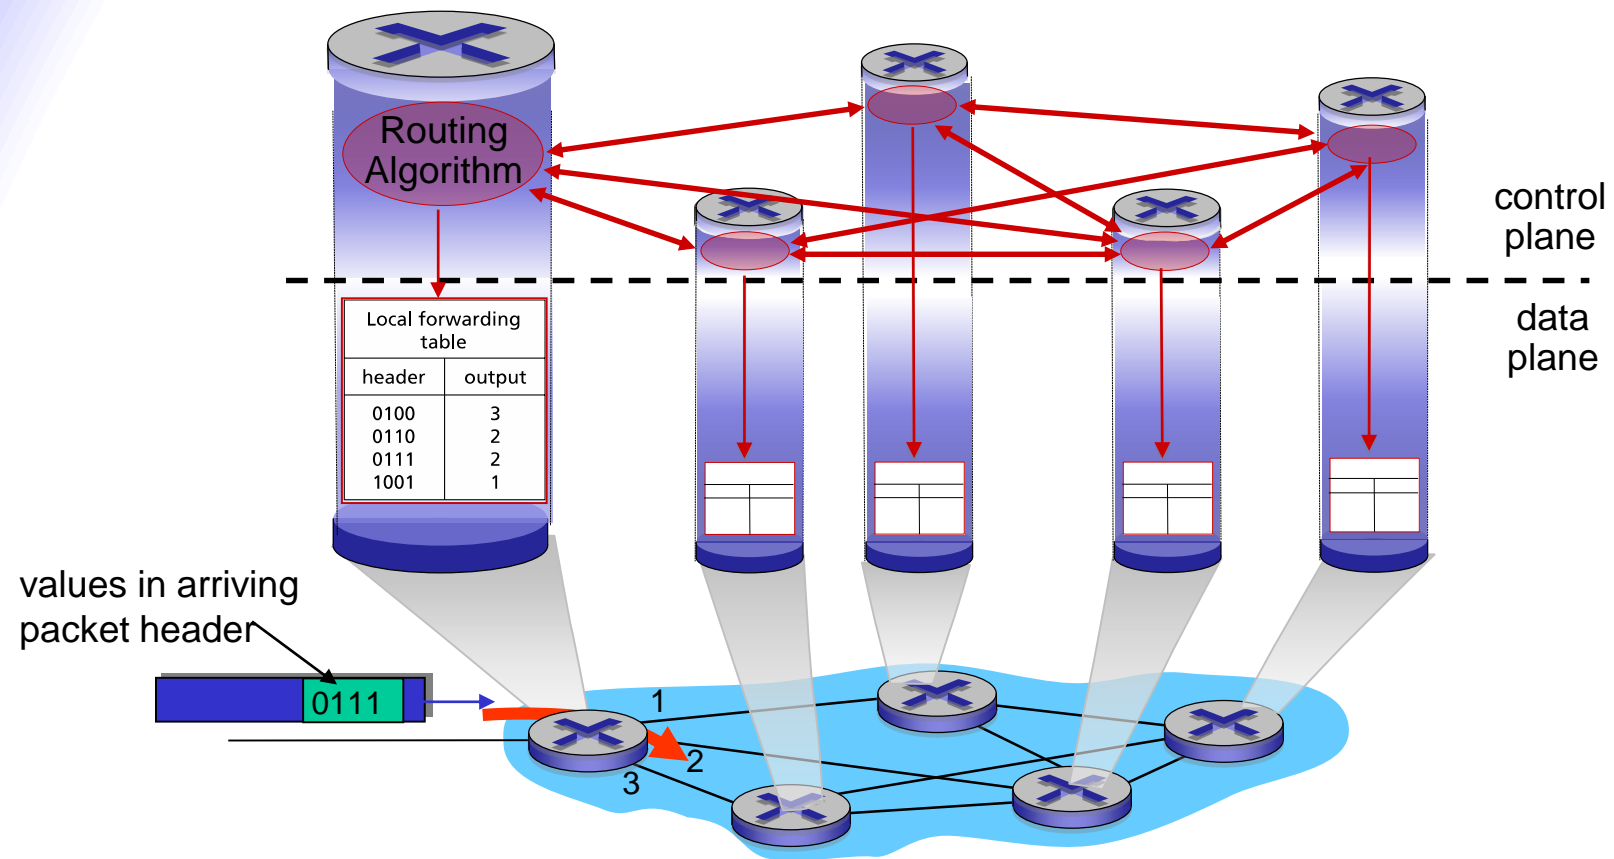 Routing
Algorithm
control
plane
data
plane
Local forwarding
table
header output
0100 3
0110 2
0111 2
1001 1
values in arriving
packet header
0111
1
2
3